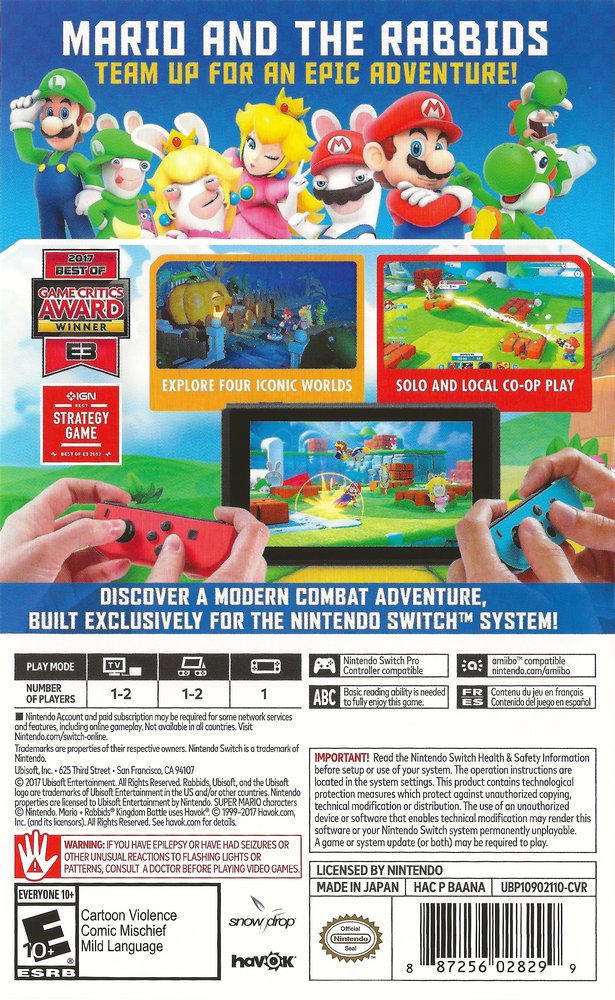 MARIO AND THE RABBIDS
TEAM UP FOR AN EPIC ADVENTURE!
2017
BEST OF
GAME CRITICS
AWARD
WINNER
E3
IGN
BEST
STRATEGY
GAME
BEST OF E3 2017
EXPLORE FOUR ICONIC WORLDS
SOLO AND LOCAL CO-OP PLAY
DISCOVER A MODERN COMBAT ADVENTURE,
BUILT EXCLUSIVELY FOR THE NINTENDO SWITCH™ SYSTEM!
PLAY MODE
TV
NUMBER
OF PLAYERS
1-2
1-2
1
Nintendo Switch Pro
Controller compatible
amiibo™ compatible
nintendo.com/amiibo
ABC
Basic reading ability is needed
to fully enjoy this game.
FR
ES
Contenu du jeu en français
Contenido del juego en español
■ Nintendo Account and paid subscription may be required for some network services
and features, including online gameplay. Not available in all countries. Visit
Nintendo.com/switch-online.
Trademarks are properties of their respective owners. Nintendo Switch is a trademark of
Nintendo.
Ubisoft, Inc. • 625 Third Street • San Francisco, CA 94107
© 2017 Ubisoft Entertainment. All Rights Reserved. Rabbids, Ubisoft, and the Ubisoft
logo are trademarks of Ubisoft Entertainment in the US and/or other countries. Nintendo
properties are licensed to Ubisoft Entertainment by Nintendo. SUPER MARIO characters
© Nintendo. Mario + Rabbids® Kingdom Battle uses Havok®. © 1999-2017 Havok.com,
Inc. (and its licensors). All Rights Reserved. See havok.com for details.
WARNING: IF YOU HAVE EPILEPSY OR HAVE HAD SEIZURES OR
OTHER UNUSUAL REACTIONS TO FLASHING LIGHTS OR
PATTERNS, CONSULT A DOCTOR BEFORE PLAYING VIDEO GAMES.
IMPORTANT! Read the Nintendo Switch Health & Safety Information
before setup or use of your system. The operation instructions are
located in the system settings. This product contains technological
protection measures which protect against unauthorized copying,
technical modification or distribution. The use of an unauthorized
device or software that enables technical modification may render this
software or your Nintendo Switch system permanently unplayable.
A game or system update (or both) may be required to play.
LICENSED BY NINTENDO
MADE IN JAPAN
HAC P BAANA
UBP10902110-CVR
EVERYONE 10+
E
10+
ESRB
Cartoon Violence
Comic Mischief
Mild Language
snowdrop
havok
Official
Nintendo
Seal
8 87256 02829 9